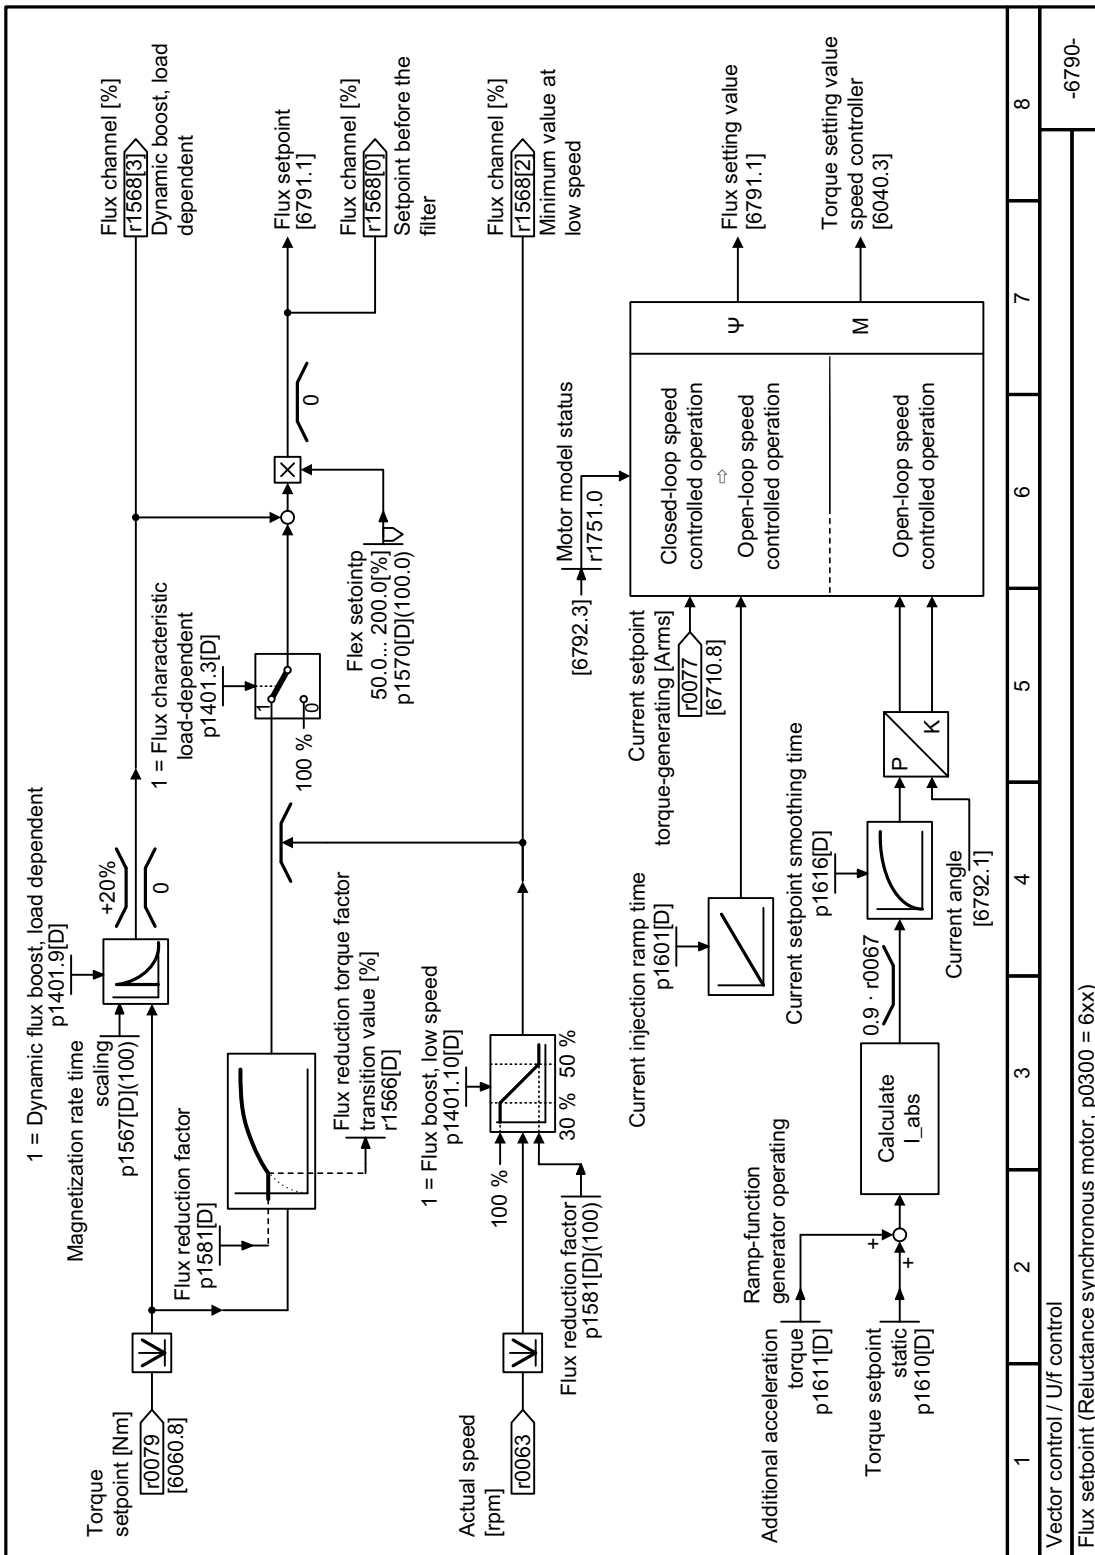 1 = Dynamic flux boost, load dependent
p1401.9[D]
Magnetization rate time
scaling
p1567[D](100)
+20%
0
Flux channel [%]
r1568[3]
Dynamic boost, load
dependent
Torque
setpoint [Nm]
r0079
[6060.8]
Flux reduction factor
p1581[D]
Flux reduction torque factor
transition value [%]
r1566[D]
1 = Flux characteristic
load-dependent
p1401.3[D]
1
0
100 %
Flex setointp
50.0... 200.0[%]
p1570[D](100.0)
0
Flux setpoint
[6791.1]
Flux channel [%]
r1568[0]
Setpoint before the
filter
Actual speed
[rpm]
r0063
1 = Flux boost, low speed
p1401.10[D]
100 %
30 %
50 %
Flux reduction factor
p1581[D](100)
Flux channel [%]
r1568[2]
Minimum value at
low speed
Current injection ramp time
p1601[D]
Current setpoint
torque-generating [Arms]
r0077
[6710.8]
[6792.3]
Motor model status
r1751.0
Closed-loop speed
controlled operation
⇨
Open-loop speed
controlled operation
Open-loop speed
controlled operation
Ψ
M
Flux setting value
[6791.1]
Torque setting value
speed controller
[6040.3]
Ramp-function
generator operating
Additional acceleration
torque
p1611[D]
+
+
Torque setpoint
static
p1610[D]
Calculate
I_abs
0.9 · r0067
Current setpoint smoothing time
p1616[D]
Current angle
[6792.1]
P
K
1
2
3
4
5
6
7
8
Vector control / U/f control
-6790-
Flux setpoint (Reluctance synchronous motor, p0300 = 6xx)